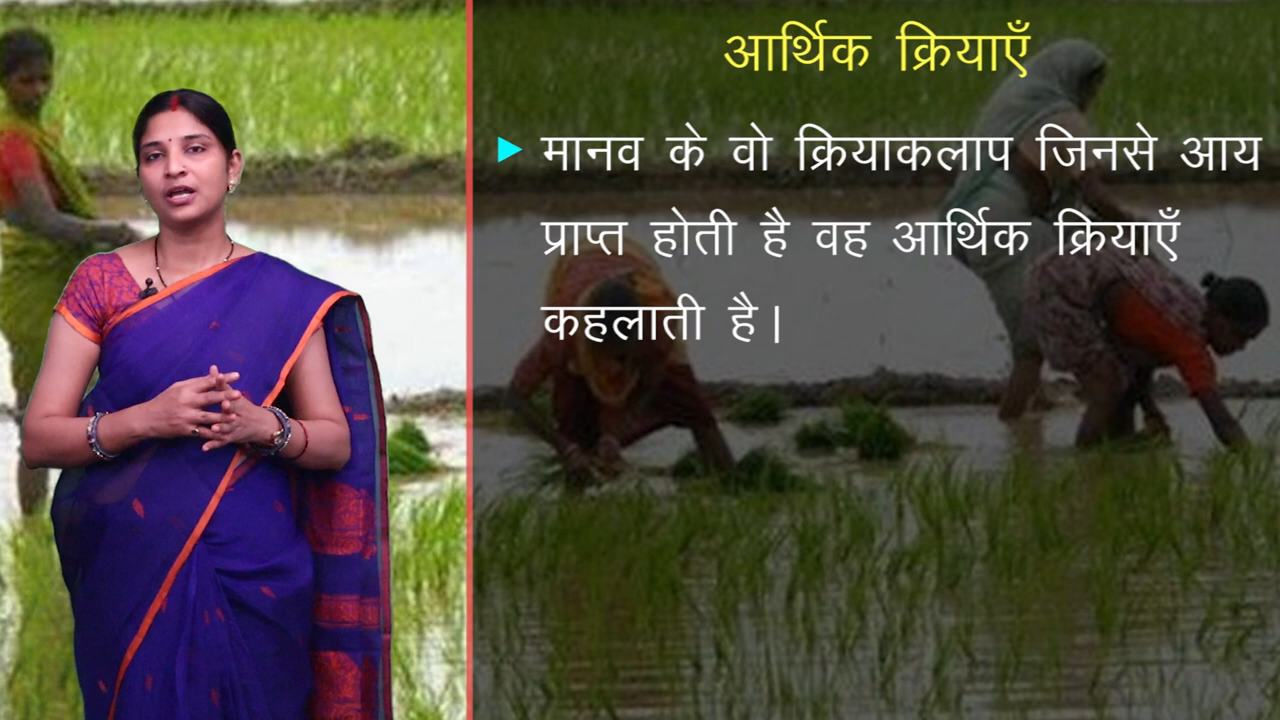 आर्थिक क्रियाएँ
मानव के वो क्रियाकलाप जिनसे आय
प्राप्त होती है वह आर्थिक क्रियाएँ
कहलाती है।